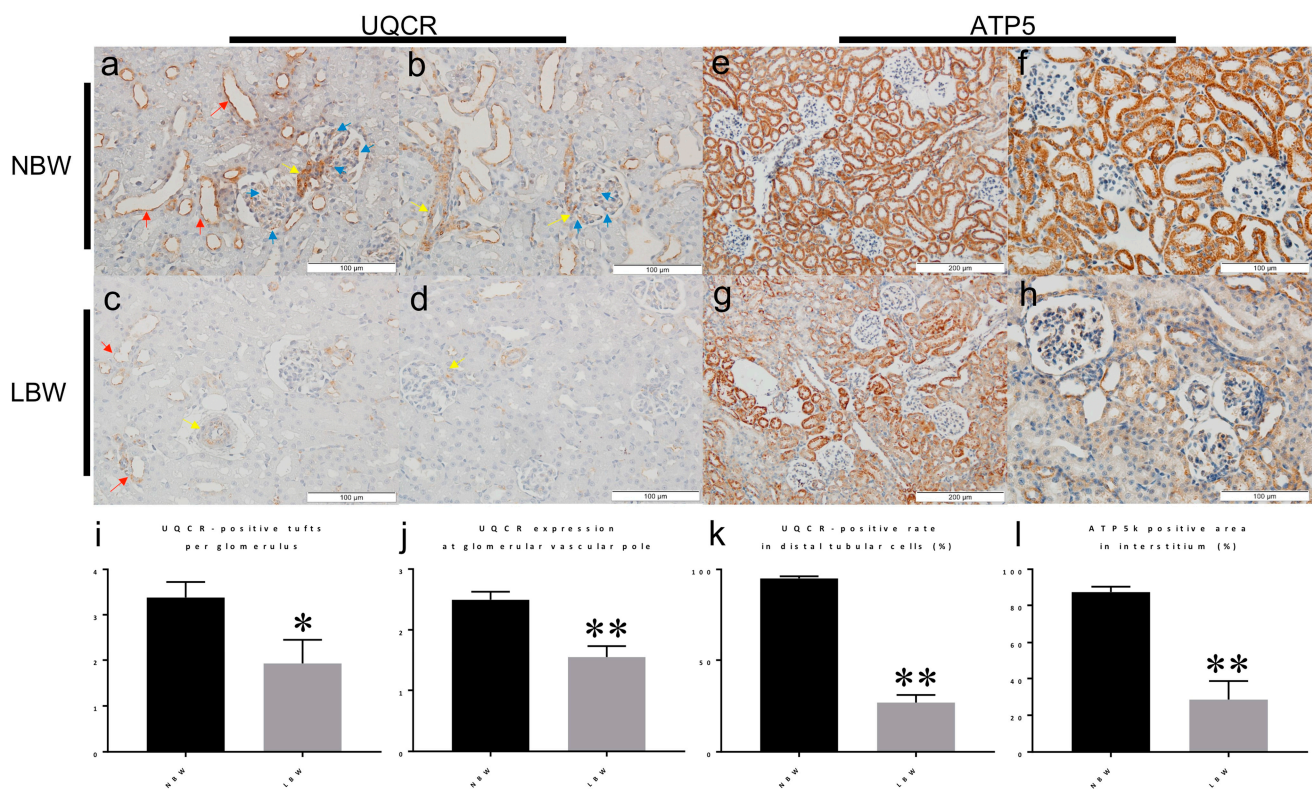 UQCR
ATP5
NBW
LBW
a
b
e
f
100 µm
100 µm
200 µm
100 µm
c
d
g
h
100 µm
100 µm
200 µm
100 µm
i
UQCR-positive tufts
per glomerulus
4
3
2
1
0
*
NBW
LBW
j
UQCR expression
at glomerular vascular pole
3
2
1
0
**
NBW
LBW
k
UQCR-positive rate
in distal tubular cells (%)
100
50
0
**
NBW
LBW
l
ATP5k positive area
in interstitium (%)
100
80
60
40
20
0
**
NBW
LBW